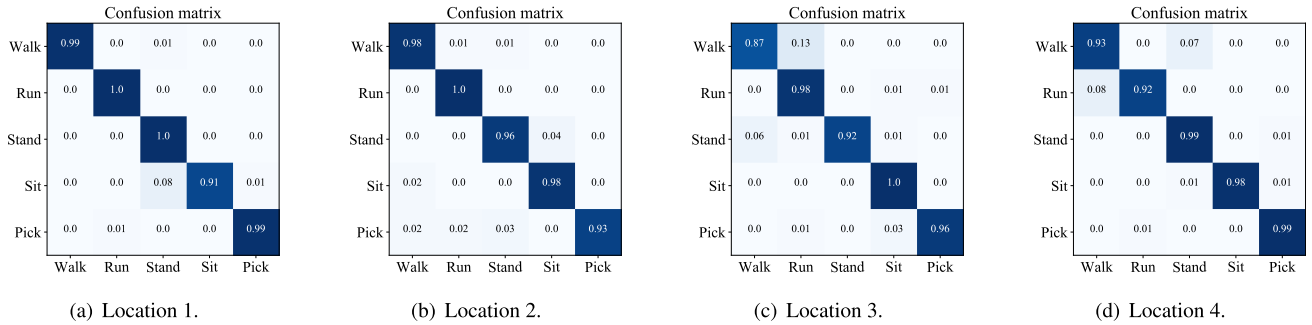 Confusion matrix
Walk 0.99 0.0 0.01 0.0 0.0
Run 0.0 1.0 0.0 0.0 0.0
Stand 0.0 0.0 1.0 0.0 0.0
Sit 0.0 0.0 0.08 0.91 0.01
Pick 0.0 0.01 0.0 0.0 0.99
Walk Run Stand Sit Pick
(a) Location 1.
Confusion matrix
Walk 0.98 0.01 0.01 0.0 0.0
Run 0.0 1.0 0.0 0.0 0.0
Stand 0.0 0.0 0.96 0.04 0.0
Sit 0.02 0.0 0.0 0.98 0.0
Pick 0.02 0.02 0.03 0.0 0.93
Walk Run Stand Sit Pick
(b) Location 2.
Confusion matrix
Walk 0.87 0.13 0.0 0.0 0.0
Run 0.0 0.98 0.0 0.01 0.01
Stand 0.06 0.01 0.92 0.01 0.0
Sit 0.0 0.0 0.0 1.0 0.0
Pick 0.0 0.01 0.0 0.03 0.96
Walk Run Stand Sit Pick
(c) Location 3.
Confusion matrix
Walk 0.93 0.0 0.07 0.0 0.0
Run 0.08 0.92 0.0 0.0 0.0
Stand 0.0 0.0 0.99 0.0 0.01
Sit 0.0 0.0 0.01 0.98 0.01
Pick 0.0 0.01 0.0 0.0 0.99
Walk Run Stand Sit Pick
(d) Location 4.